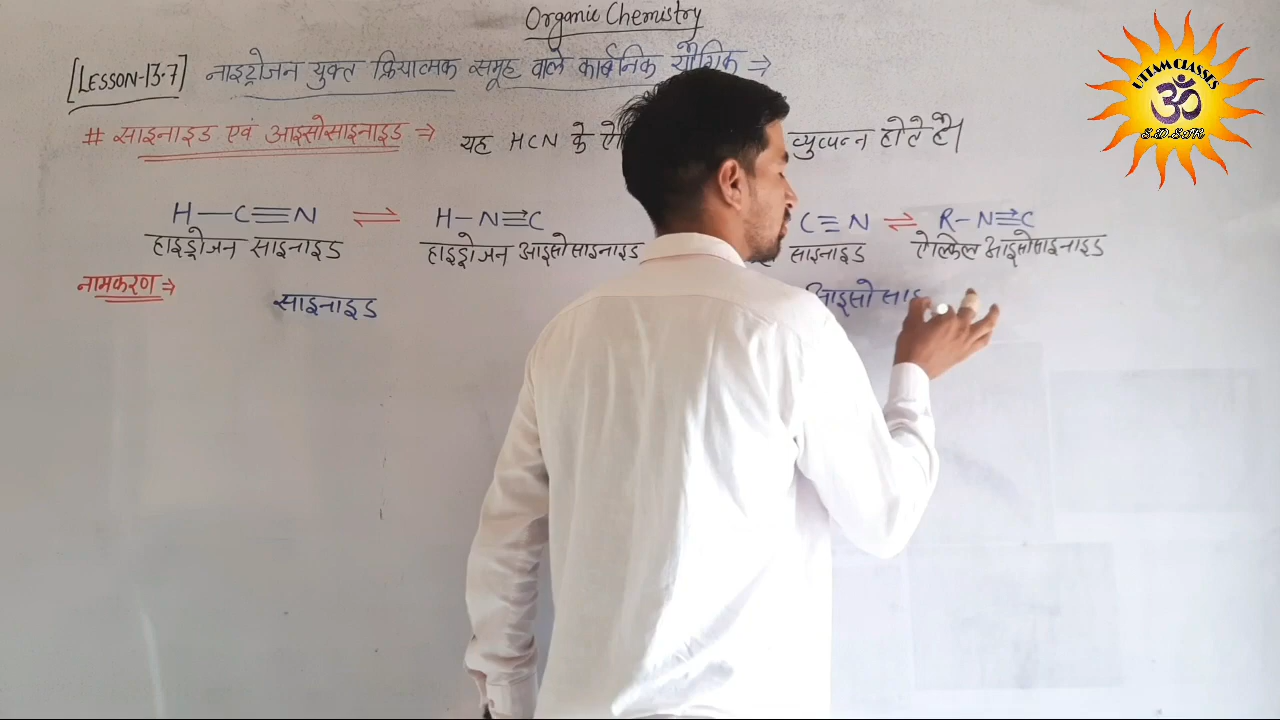 Organic Chemistry
[LESSON-13.7] नाइट्रोजन युक्त क्रियात्मक समूह वाले कार्बनिक यौगिक ⇒
# साइनाइड एवं आइसोसाइनाइड ⇒ यह HCN के व्युत्पन्न होते है।
H—C≡N ⇌ H-N≡C C≡N ⇌ R-N≡C
हाइड्रोजन साइनाइड हाइड्रोजन आइसोसाइनाइड साइनाइड ऐल्किल आइसोसाइनाइड
नामकरण ⇒ साइनाइड आइसोसाइ
UTTAM CLASSES
ॐ